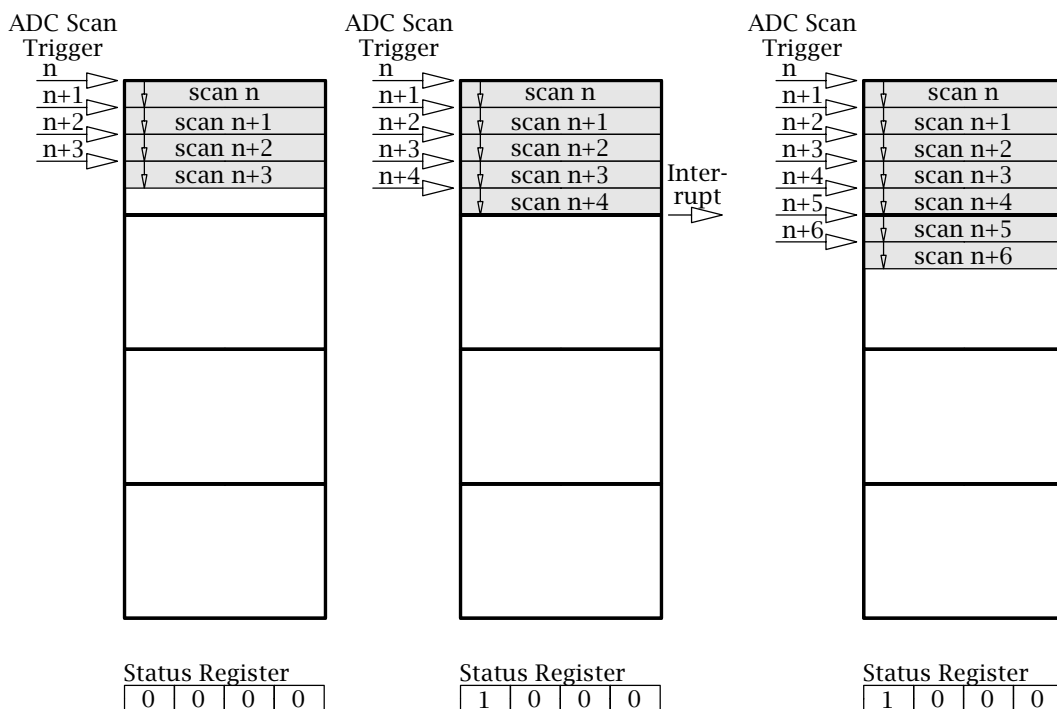 ADC Scan
Trigger
n
n+1
n+2
n+3
scan n
scan n+1
scan n+2
scan n+3
Status Register
0 0 0 0
ADC Scan
Trigger
n
n+1
n+2
n+3
n+4
scan n
scan n+1
scan n+2
scan n+3
scan n+4
Inter-
rupt
Status Register
1 0 0 0
ADC Scan
Trigger
n
n+1
n+2
n+3
n+4
n+5
n+6
scan n
scan n+1
scan n+2
scan n+3
scan n+4
scan n+5
scan n+6
Status Register
1 0 0 0